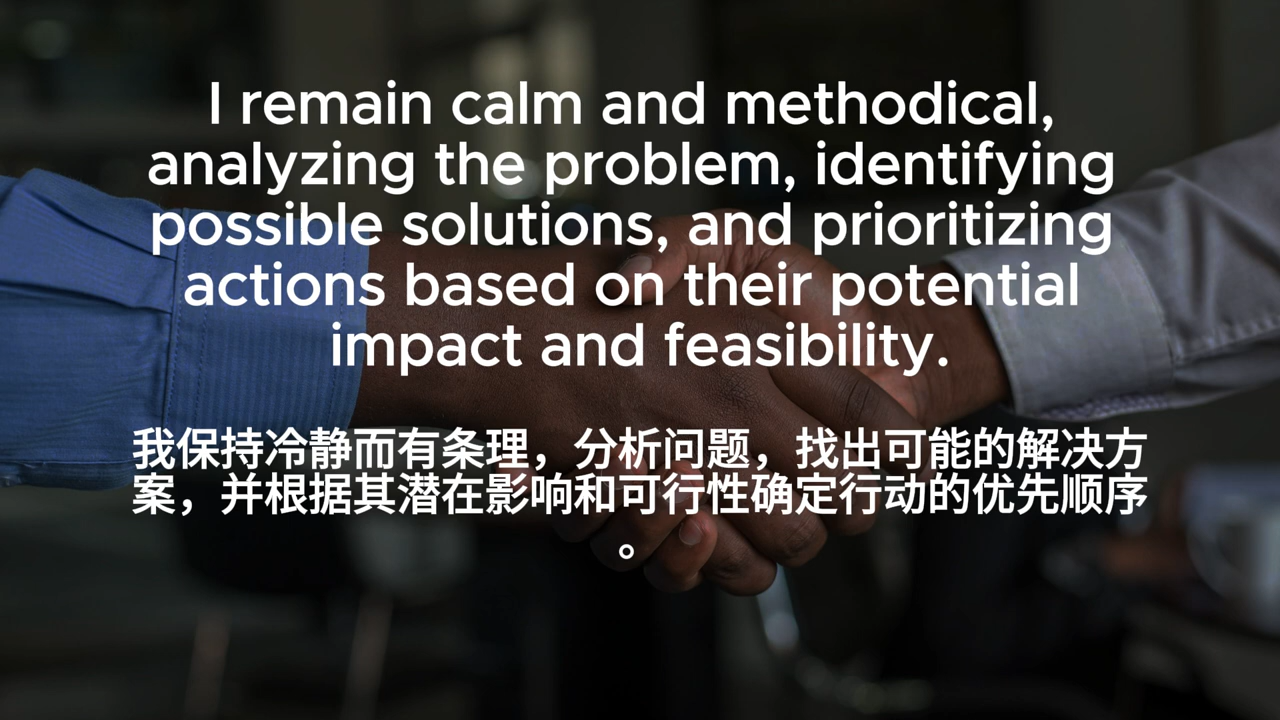 I remain calm and methodical,
analyzing the problem, identifying
possible solutions, and prioritizing
actions based on their potential
impact and feasibility.
我保持冷静而有条理，分析问题，找出可能的解决方
案，并根据其潜在影响和可行性确定行动的优先顺序
。